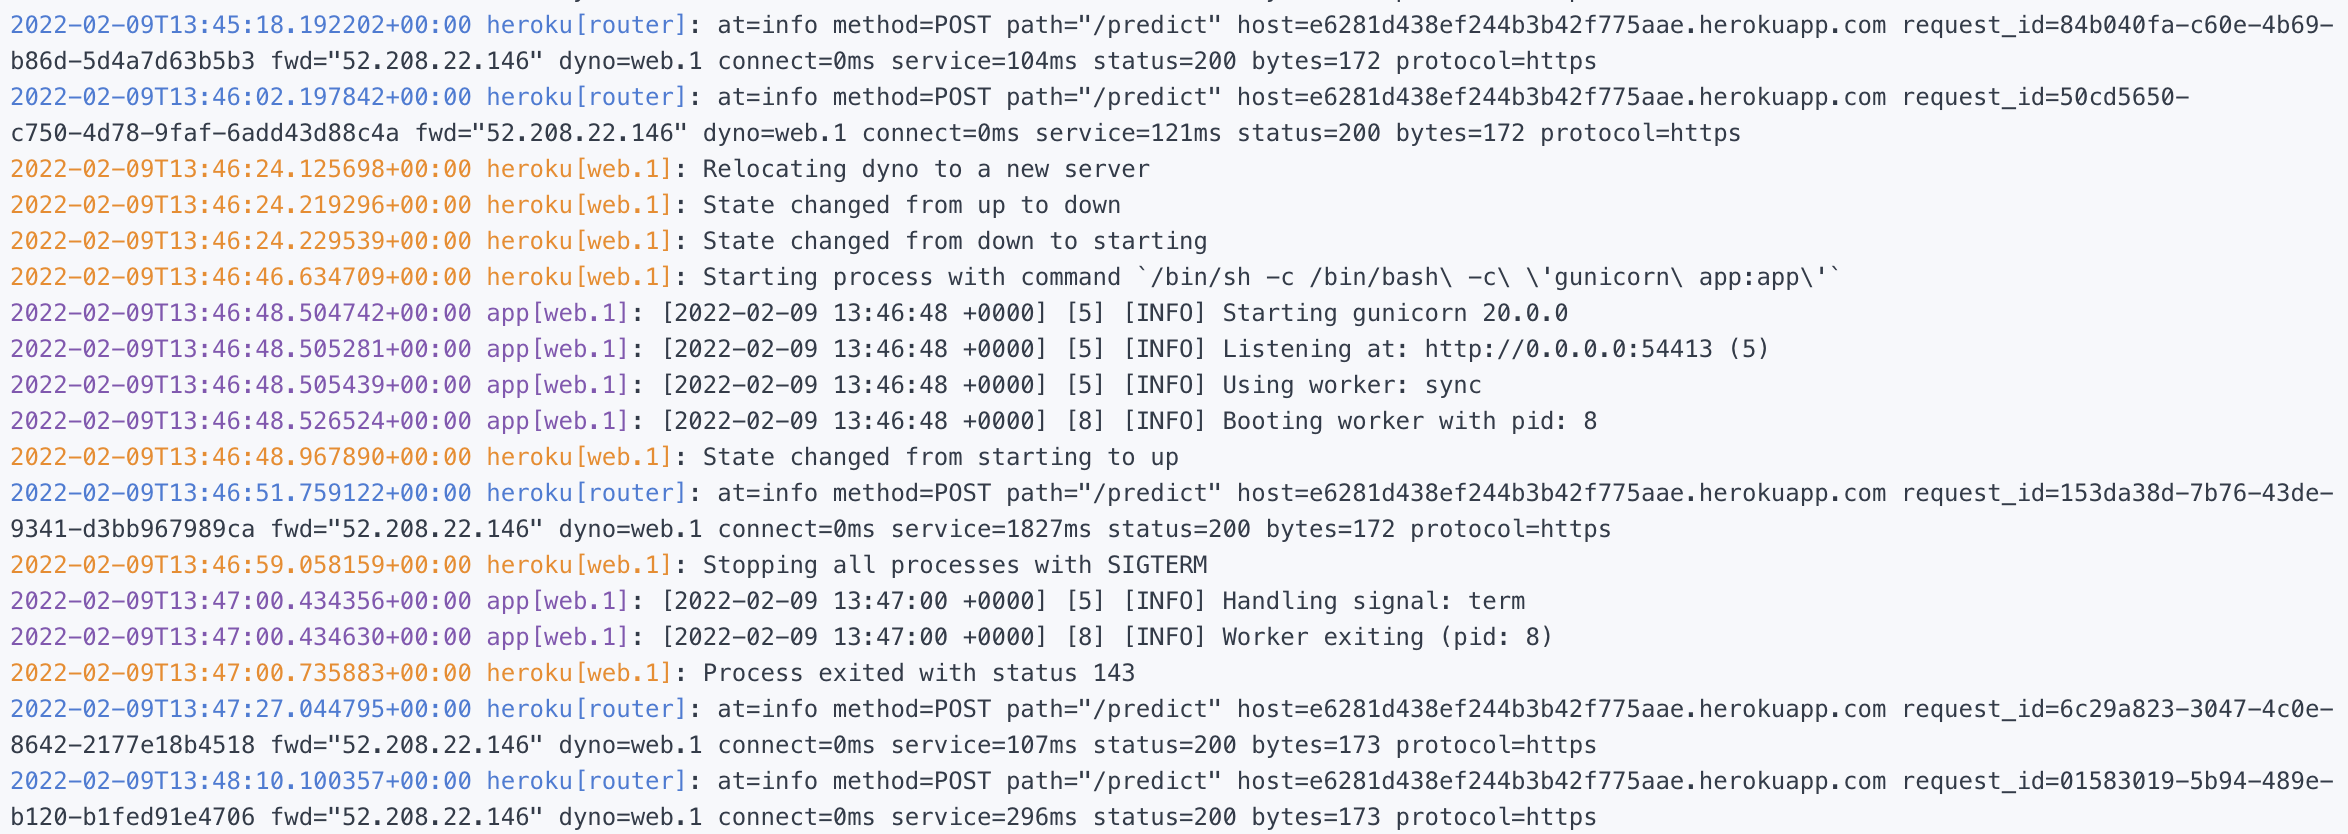 2022-02-09T13:45:18.192202+00:00 heroku[router]: at=info method=POST path="/predict" host=e6281d438ef244b3b42f775aae.herokuapp.com request_id=84b040fa-c60e-4b69-
b86d-5d4a7d63b5b3 fwd="52.208.22.146" dyno=web.1 connect=0ms service=104ms status=200 bytes=172 protocol=https
2022-02-09T13:46:02.197842+00:00 heroku[router]: at=info method=POST path="/predict" host=e6281d438ef244b3b42f775aae.herokuapp.com request_id=50cd5650-
c750-4d78-9faf-6add43d88c4a fwd="52.208.22.146" dyno=web.1 connect=0ms service=121ms status=200 bytes=172 protocol=https
2022-02-09T13:46:24.125698+00:00 heroku[web.1]: Relocating dyno to a new server
2022-02-09T13:46:24.219296+00:00 heroku[web.1]: State changed from up to down
2022-02-09T13:46:24.229539+00:00 heroku[web.1]: State changed from down to starting
2022-02-09T13:46:46.634709+00:00 heroku[web.1]: Starting process with command `/bin/sh -c /bin/bash\ -c\ \'gunicorn\ app:app\'`
2022-02-09T13:46:48.504742+00:00 app[web.1]: [2022-02-09 13:46:48 +0000] [5] [INFO] Starting gunicorn 20.0.0
2022-02-09T13:46:48.505281+00:00 app[web.1]: [2022-02-09 13:46:48 +0000] [5] [INFO] Listening at: http://0.0.0.0:54413 (5)
2022-02-09T13:46:48.505439+00:00 app[web.1]: [2022-02-09 13:46:48 +0000] [5] [INFO] Using worker: sync
2022-02-09T13:46:48.526524+00:00 app[web.1]: [2022-02-09 13:46:48 +0000] [8] [INFO] Booting worker with pid: 8
2022-02-09T13:46:48.967890+00:00 heroku[web.1]: State changed from starting to up
2022-02-09T13:46:51.759122+00:00 heroku[router]: at=info method=POST path="/predict" host=e6281d438ef244b3b42f775aae.herokuapp.com request_id=153da38d-7b76-43de-
9341-d3bb967989ca fwd="52.208.22.146" dyno=web.1 connect=0ms service=1827ms status=200 bytes=172 protocol=https
2022-02-09T13:46:59.058159+00:00 heroku[web.1]: Stopping all processes with SIGTERM
2022-02-09T13:47:00.434356+00:00 app[web.1]: [2022-02-09 13:47:00 +0000] [5] [INFO] Handling signal: term
2022-02-09T13:47:00.434630+00:00 app[web.1]: [2022-02-09 13:47:00 +0000] [8] [INFO] Worker exiting (pid: 8)
2022-02-09T13:47:00.735883+00:00 heroku[web.1]: Process exited with status 143
2022-02-09T13:47:27.044795+00:00 heroku[router]: at=info method=POST path="/predict" host=e6281d438ef244b3b42f775aae.herokuapp.com request_id=6c29a823-3047-4c0e-
8642-2177e18b4518 fwd="52.208.22.146" dyno=web.1 connect=0ms service=107ms status=200 bytes=173 protocol=https
2022-02-09T13:48:10.100357+00:00 heroku[router]: at=info method=POST path="/predict" host=e6281d438ef244b3b42f775aae.herokuapp.com request_id=01583019-5b94-489e-
b120-b1fed91e4706 fwd="52.208.22.146" dyno=web.1 connect=0ms service=296ms status=200 bytes=173 protocol=https